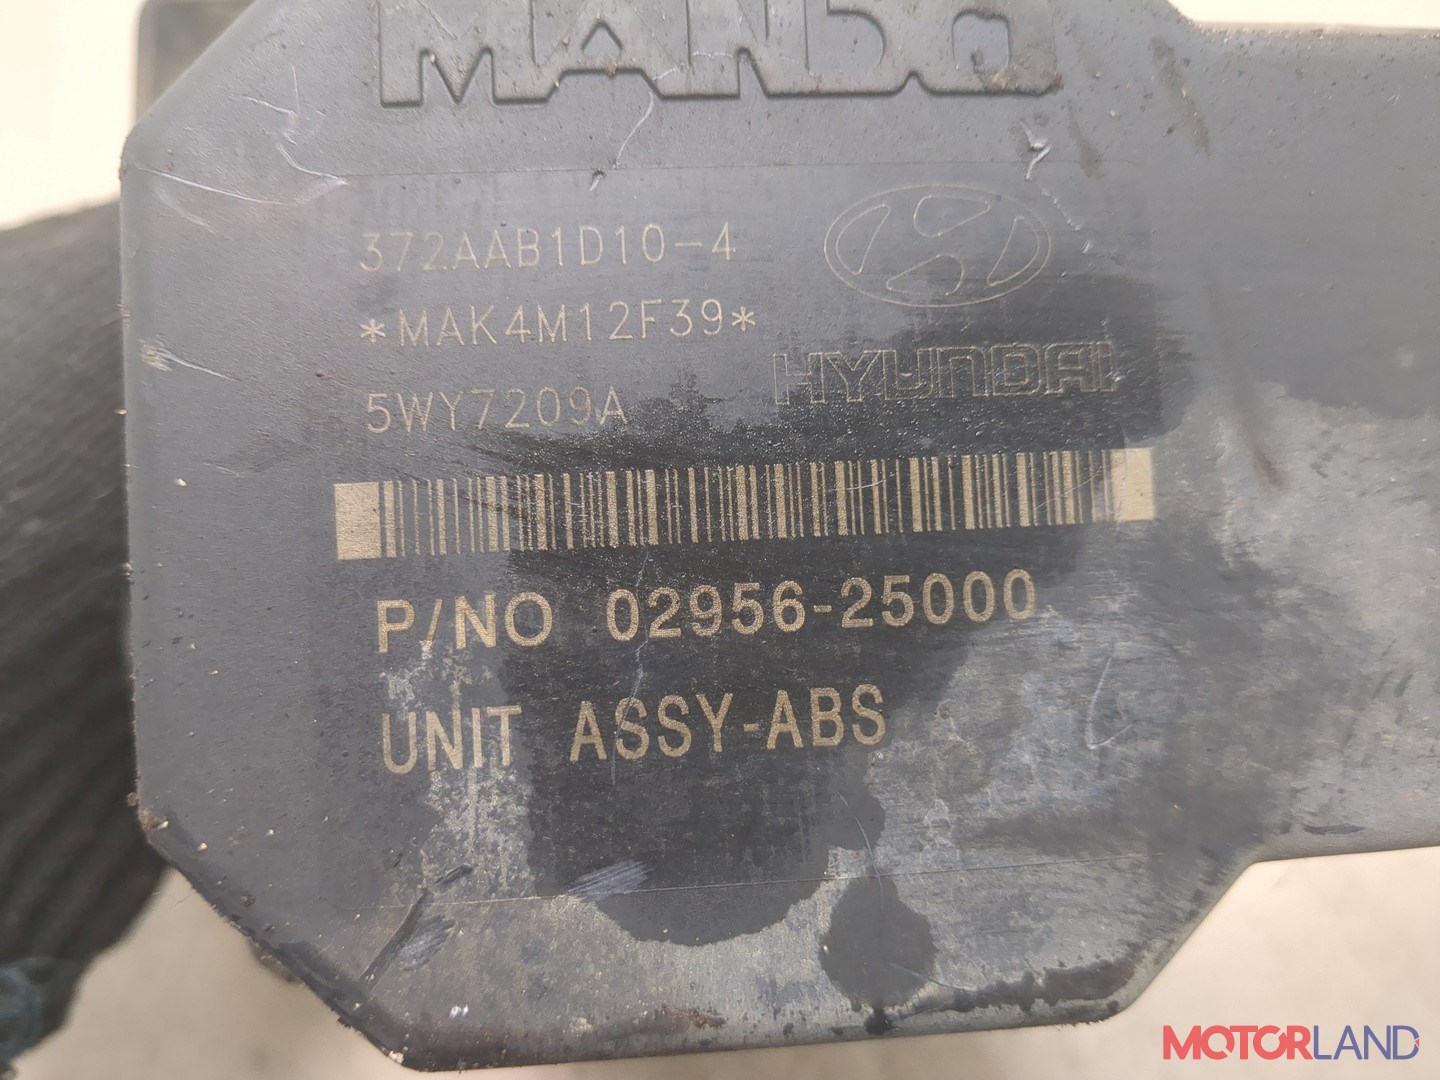 MANDO
372AAB1D10-4
*MAK4M12F39*
HYUNDAI
5WY7209A
P/NO 02956-25000
UNIT ASSY-ABS
MOTORLAND